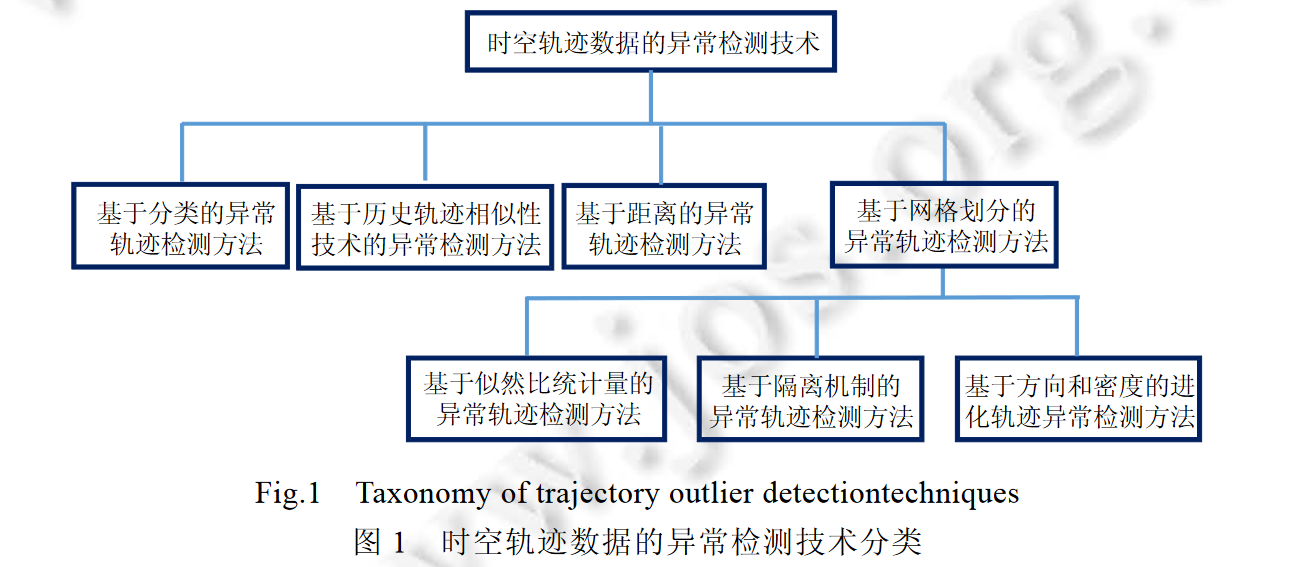 时空轨迹数据的异常检测技术
基于分类的异常
轨迹检测方法
基于历史轨迹相似性
技术的异常检测方法
基于距离的异常
轨迹检测方法
基于网格划分的
异常轨迹检测方法
基于似然比统计量的
异常轨迹检测方法
基于隔离机制的
异常轨迹检测方法
基于方向和密度的进
化轨迹异常检测方法
Fig.1 Taxonomy of trajectory outlier detectiontechniques
图 1 时空轨迹数据的异常检测技术分类